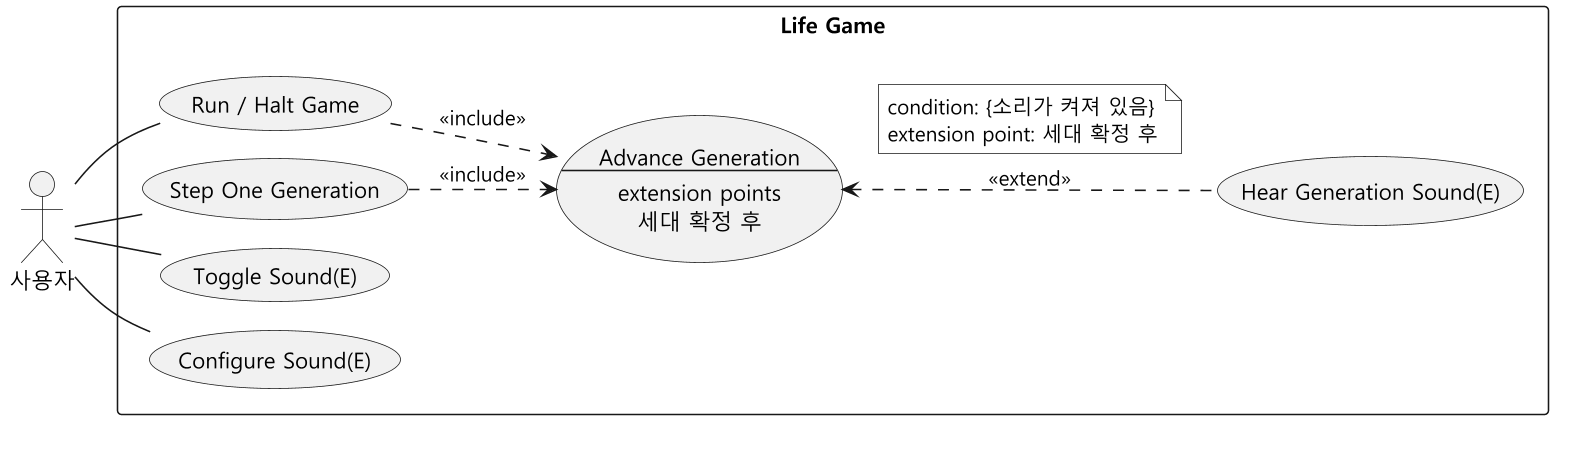 Life Game
Run / Halt Game
«include»
condition: {소리가 켜져 있음}
extension point: 세대 확정 후
Advance Generation
extension points
세대 확정 후
Step One Generation
«include»
«extend»
Hear Generation Sound(E)
사용자
Toggle Sound(E)
Configure Sound(E)